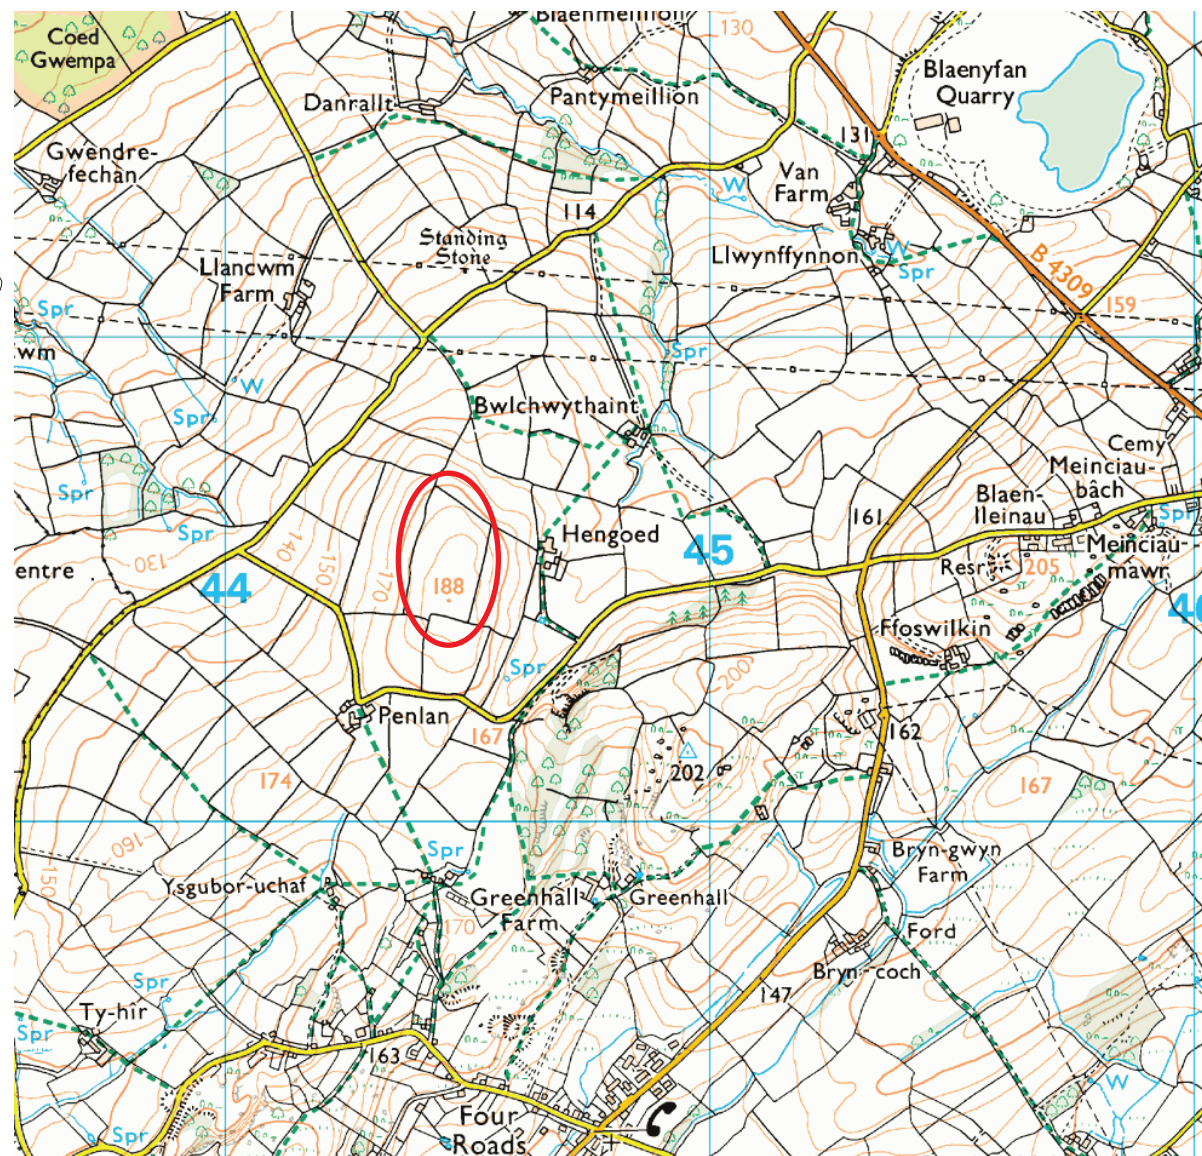 Coed
Gwempa
Blaenmeillion
130
Danrallt
Pantymeillion
Blaenyfan
Quarry
131
Gwendre-
fechan
W
Van
Farm
114
Standing
Stone
Llwynffynnon
W
Spr
B 4309
159
Llancwm
Farm
Spr
wm
W
Spr
Spr
Bwlchwythaint
Cemy
Meinciau-
bâch
Spr
Spr
Hengoed
45
161
Blaen-
lleinau
Spr
Meinciau-
mawr
entre
130
140
150
170
188
44
Resr
205
46
Ffoswilkin
Spr
200
Penlan
167
162
202
174
167
160
150
Spr
Ysgubor-uchaf
Greenhall
Farm
Greenhall
Bryn-gwyn
Farm
170
Ford
Bryn-coch
Spr
147
Ty-hîr
Spr
163
W
Four
Roads
Spr